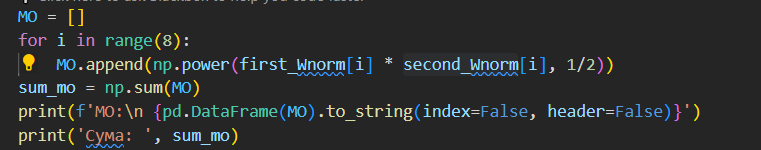 MO = []
for i in range(8):
    MO.append(np.power(first_Wnorm[i] * second_Wnorm[i], 1/2))
sum_mo = np.sum(MO)
print(f'MO:\n {pd.DataFrame(MO).to_string(index=False, header=False)}')
print('Сума: ', sum_mo)